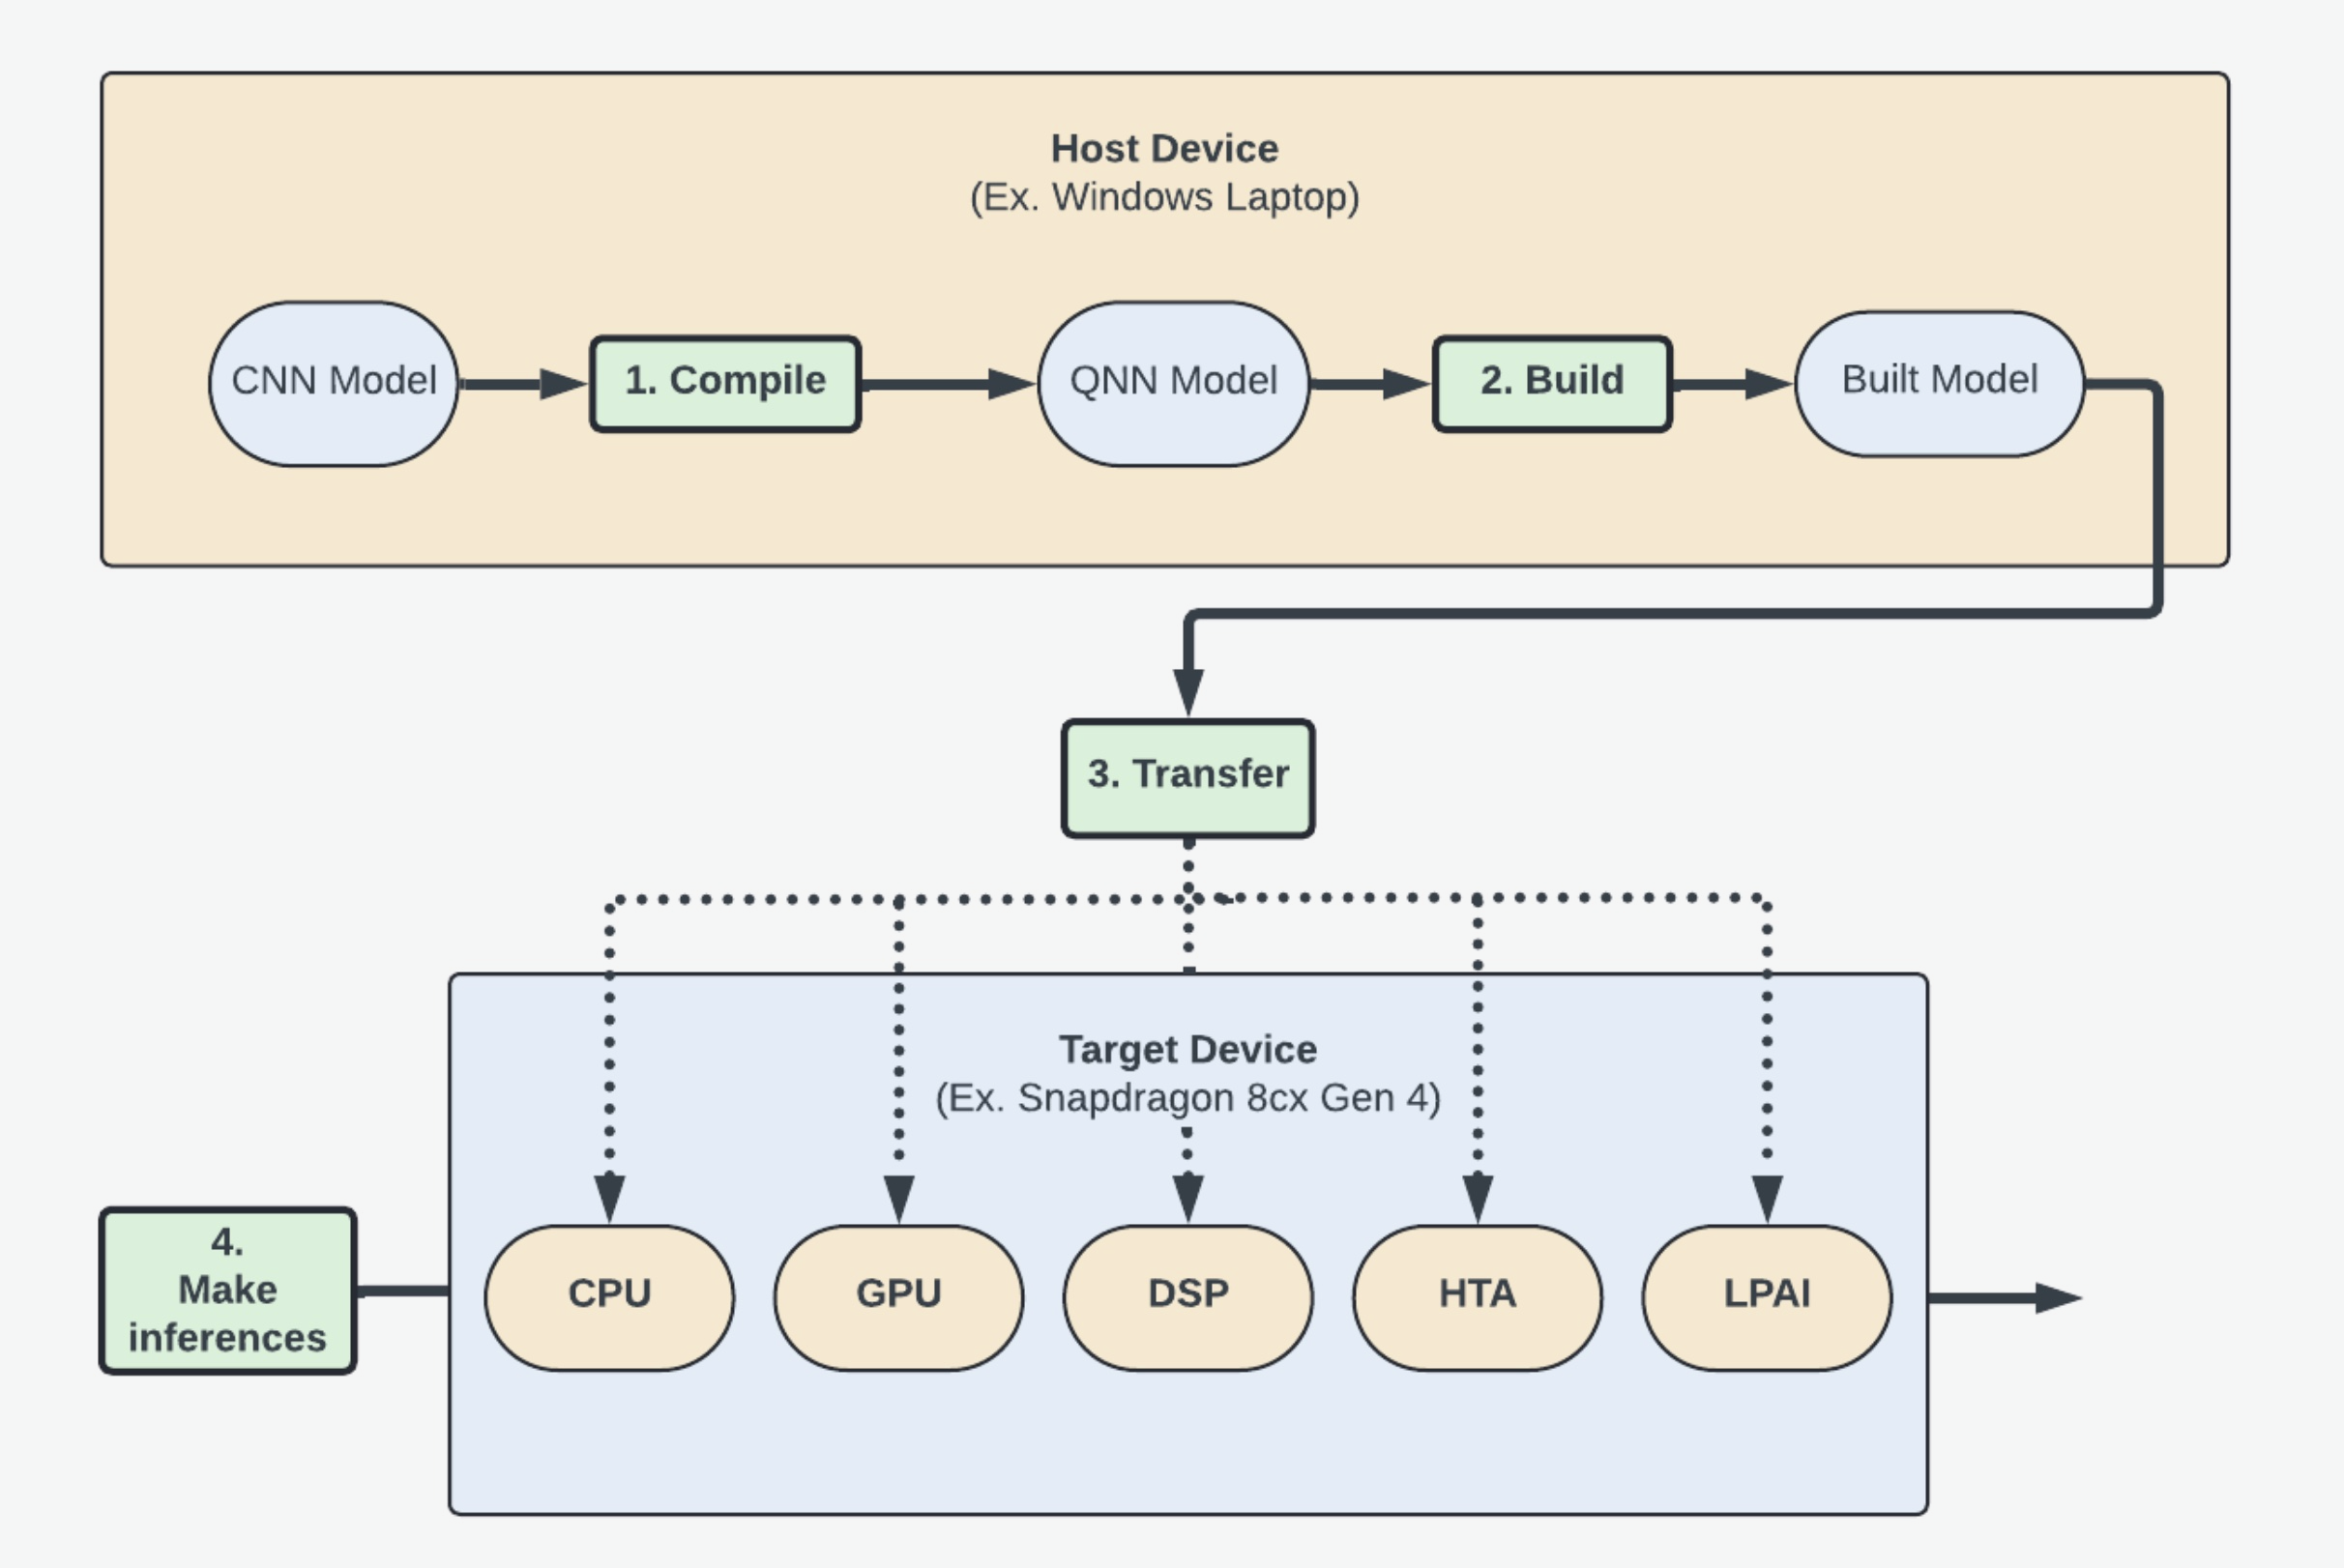 Host Device
(Ex. Windows Laptop)
CNN Model
1. Compile
QNN Model
2. Build
Built Model
3. Transfer
Target Device
(Ex. Snapdragon 8cx Gen 4)
4.
Make
inferences
CPU
GPU
DSP
HTA
LPAI